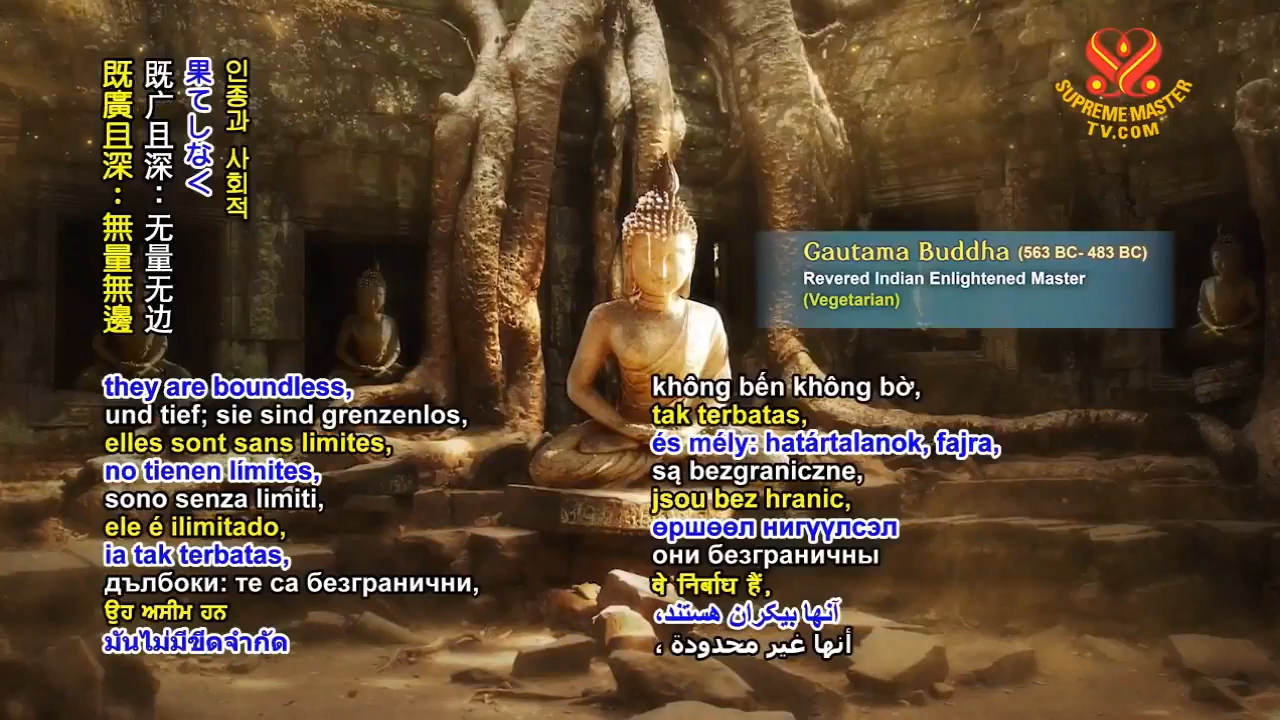 인종과 사회적
果てしなく
既广且深：无量无边
既廣且深：無量無邊
SUPREME MASTER
TV.COM
Gautama Buddha (563 BC- 483 BC)
Revered Indian Enlightened Master
(Vegetarian)
they are boundless,
und tief; sie sind grenzenlos,
elles sont sans limites,
no tienen límites,
sono senza limiti,
ele é ilimitado,
ia tak terbatas,
дълбоки: те са безгранични,
ਉਹ ਅਸੀਮ ਹਨ
มันไม่มีขีดจำกัด
không bến không bờ,
tak terbatas,
és mély: határtalanok, fajra,
są bezgraniczne,
jsou bez hranic,
өршөөл нигүүлсэл
они безграничны
वे निर्बाध हैं,
آنها بیکران هستند،
أنها غير محدودة ،